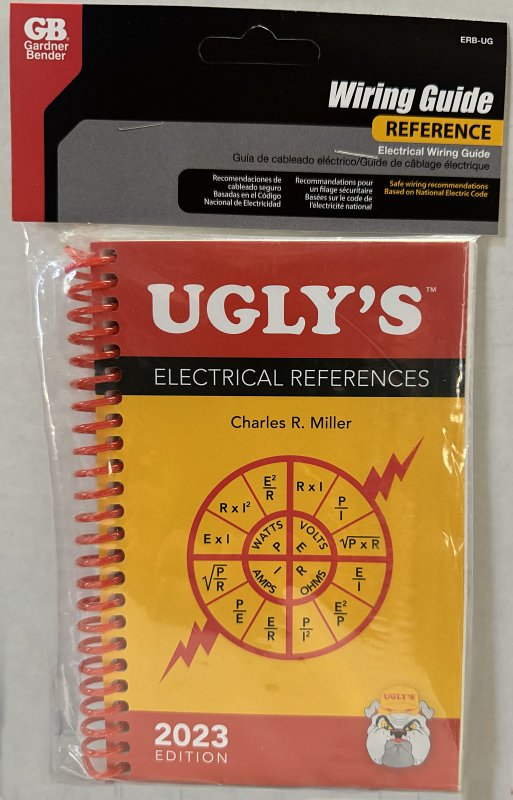 GB
Gardner
Bender
ERB-UG
Wiring Guide
REFERENCE
Electrical Wiring Guide
Guía de cableado eléctrico/Guide de câblage électrique
Recomendaciones de
cableado seguro
Basadas en el Código
Nacional de Electricidad
Recommandations pour
un filage sécuritaire
Basées sur le code de
l'électricité national
Safe wiring recommendations
Based on National Electric Code
UGLY'S™
ELECTRICAL REFERENCES
Charles R. Miller
E²/R
R x I
R x I²
P/I
E x I
√P x R
WATTS
VOLTS
P
E
I
R
AMPS
OHMS
√P/R
E/I
P/E
E²/P
E/R
P/I²
UGLY'S
2023
EDITION